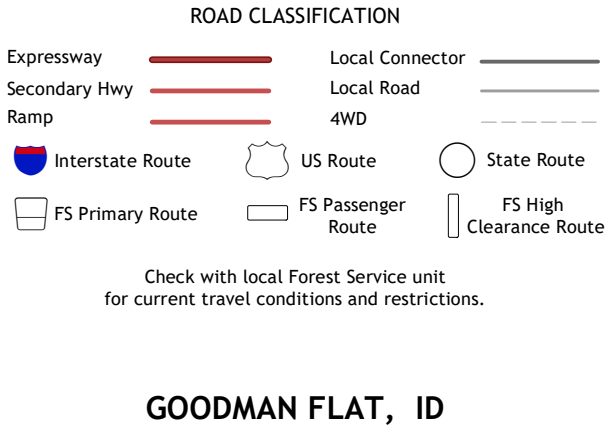 ROAD CLASSIFICATION
Expressway
Local Connector
Secondary Hwy
Local Road
Ramp
4WD
Interstate Route
US Route
State Route
FS Primary Route
FS Passenger
Route
FS High
Clearance Route
Check with local Forest Service unit
for current travel conditions and restrictions.
GOODMAN FLAT, ID